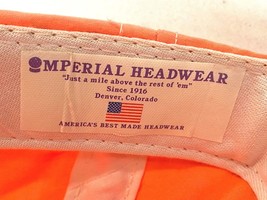 IMPERIAL HEADWEAR
"Just a mile above the rest of 'em"
Since 1916
Denver, Colorado
AMERICA'S BEST MADE HEADWEAR